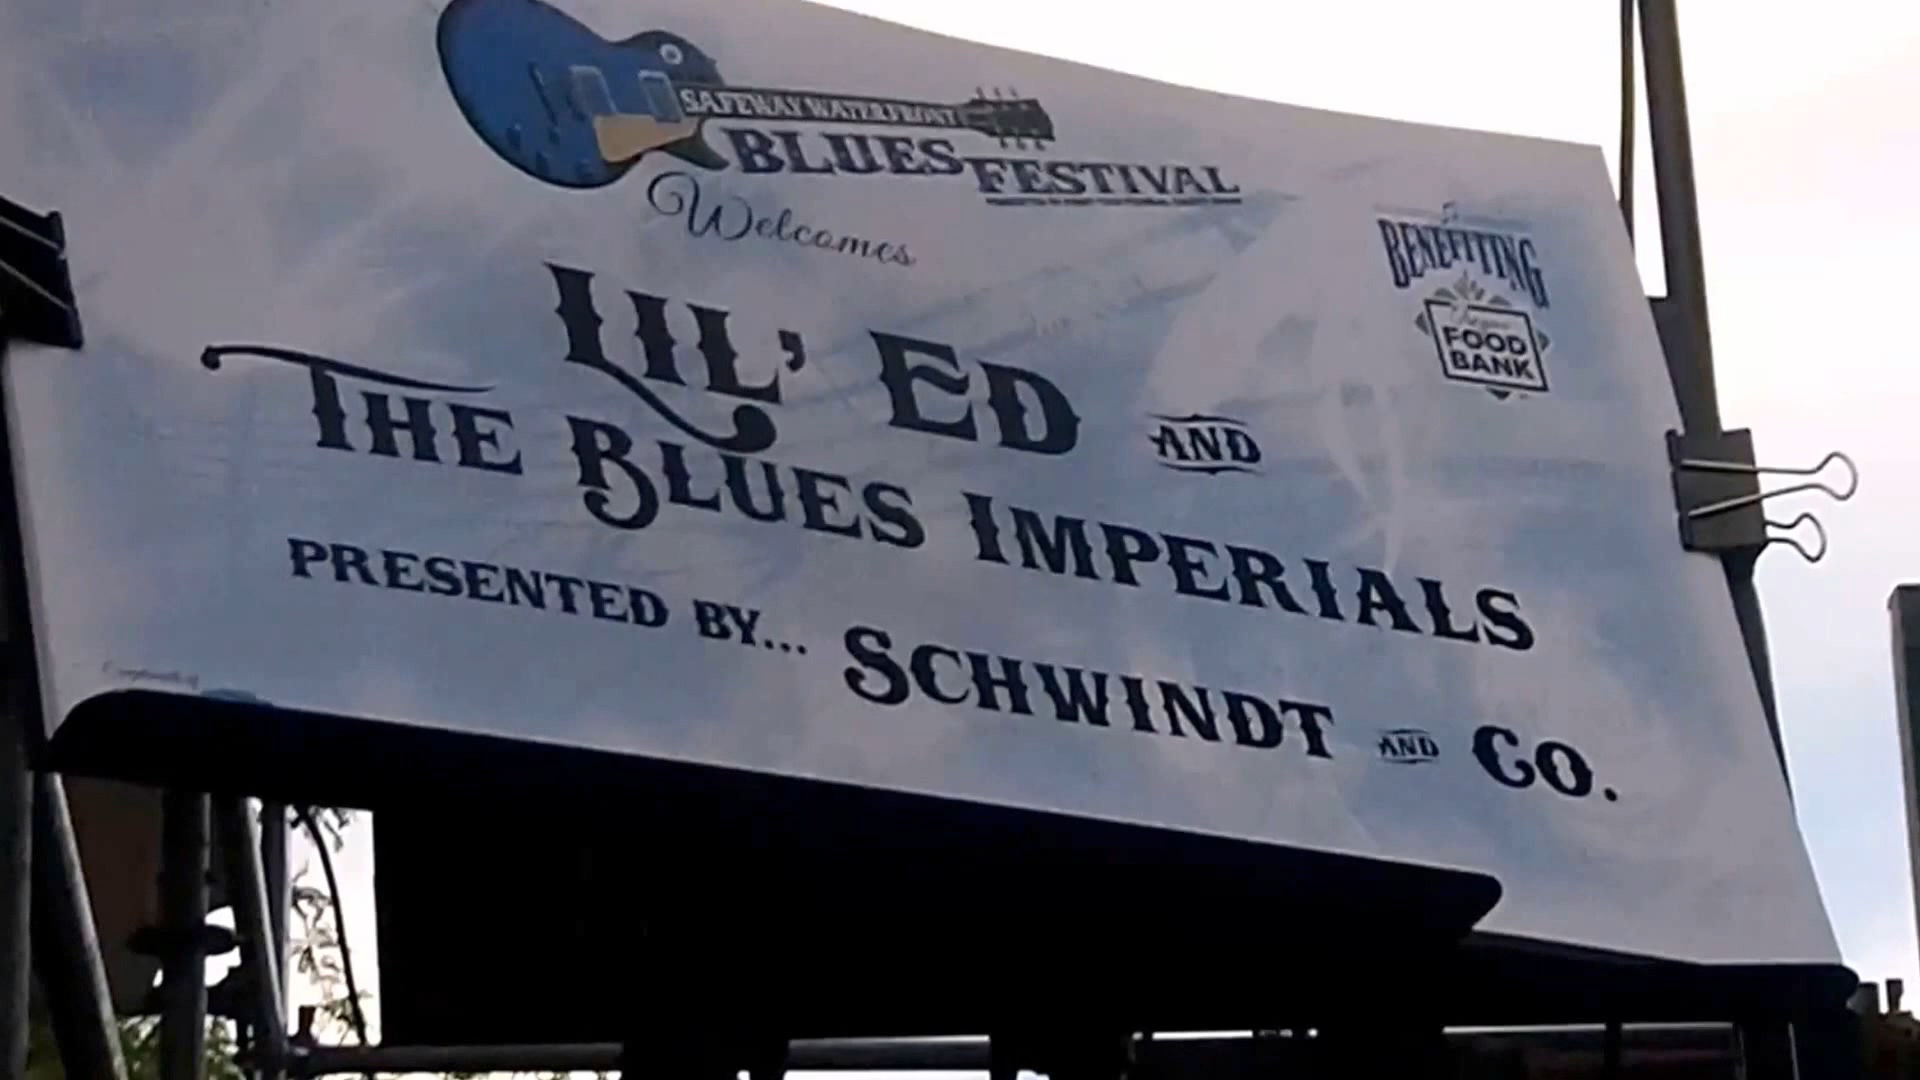 SAFEWAY WATERFRONT
BLUES FESTIVAL
Welcomes
BENEFITING
Oregon
FOOD
BANK
LIL' ED AND
THE BLUES IMPERIALS
PRESENTED BY... SCHWINDT AND CO.